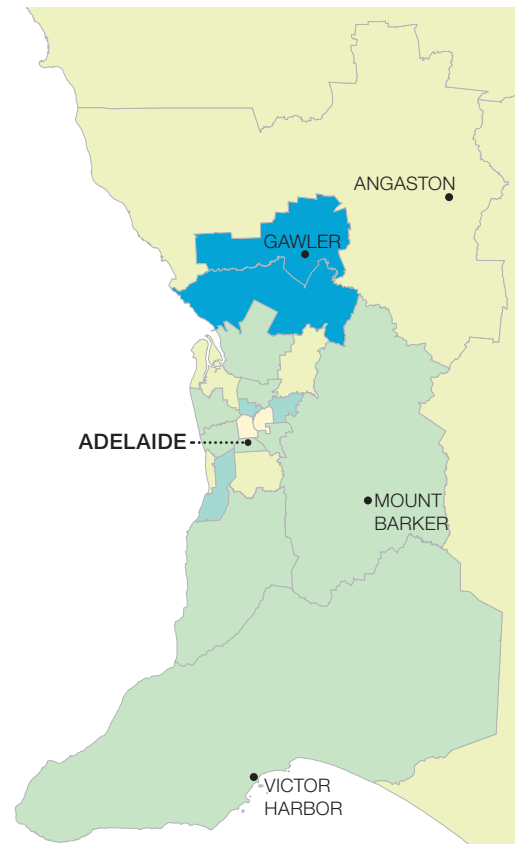 ANGASTON
GAWLER
ADELAIDE
MOUNT
BARKER
VICTOR
HARBOR